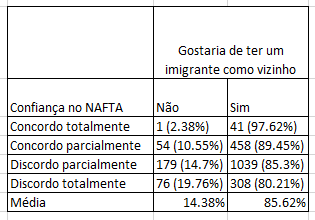 Gostaria de ter um
imigrante como vizinho
Confiança no NAFTA Não Sim
Concordo totalmente 1 (2.38%) 41 (97.62%)
Concordo parcialmente 54 (10.55%) 458 (89.45%)
Discordo parcialmente 179 (14.7%) 1039 (85.3%)
Discordo totalmente 76 (19.76%) 308 (80.21%)
Média 14.38% 85.62%